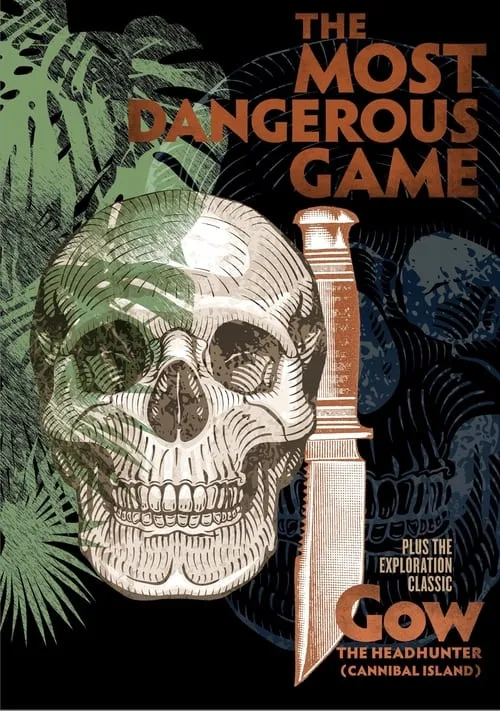 THE
MOST
DANGEROUS
GAME
PLUS THE
EXPLORATION
CLASSIC
GOW
THE HEADHUNTER
(CANNIBAL ISLAND)